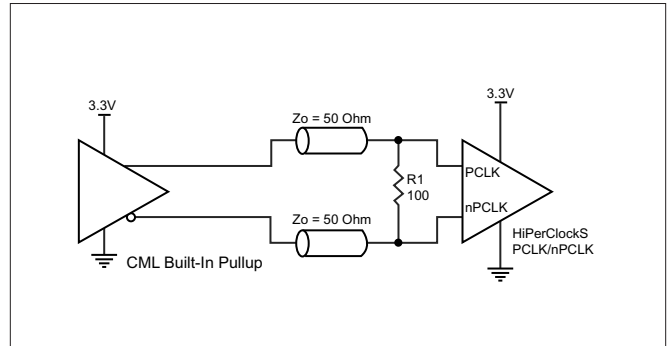 3.3V
3.3V
Zo = 50 Ohm
PCLK
R1
100
nPCLK
Zo = 50 Ohm
HiPerClockS
PCLK/nPCLK
CML Built-In Pullup